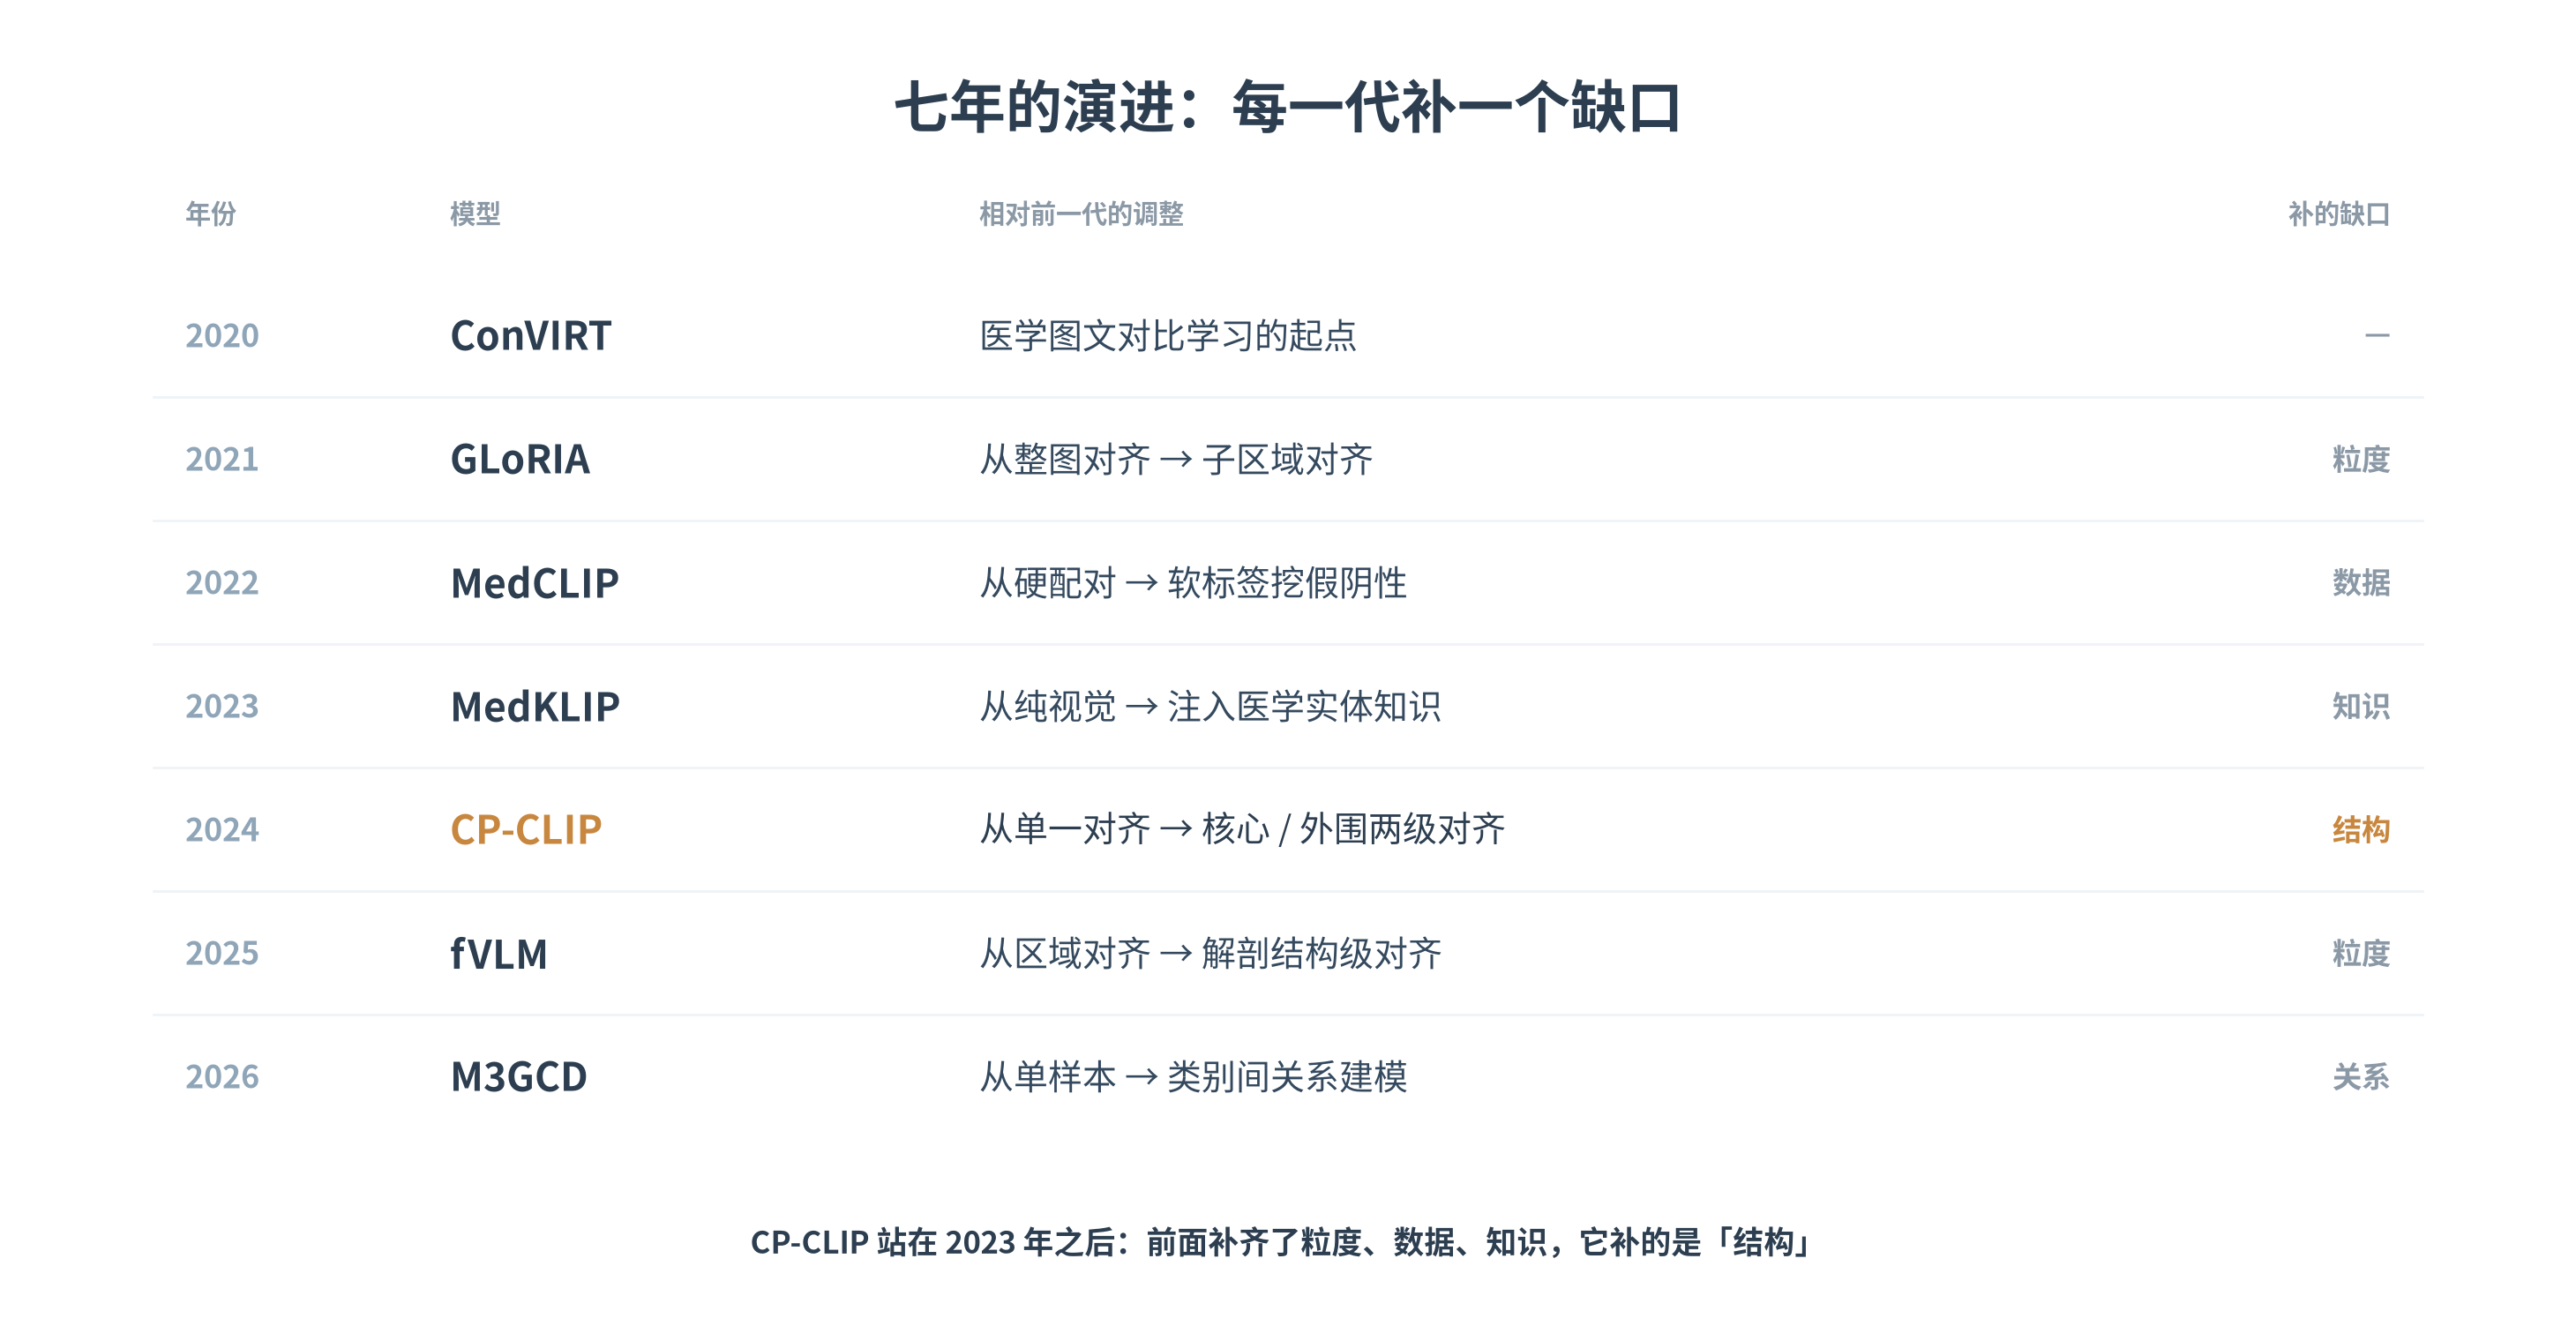 七年的演进：每一代补一个缺口
年份 模型 相对前一代的调整 补的缺口
2020 ConVIRT 医学图文对比学习的起点 —
2021 GLoRIA 从整图对齐 → 子区域对齐 粒度
2022 MedCLIP 从硬配对 → 软标签挖假阴性 数据
2023 MedKLIP 从纯视觉 → 注入医学实体知识 知识
2024 CP-CLIP 从单一对齐 → 核心 / 外围两级对齐 结构
2025 fVLM 从区域对齐 → 解剖结构级对齐 粒度
2026 M3GCD 从单样本 → 类别间关系建模 关系
CP-CLIP 站在 2023 年之后：前面补齐了粒度、数据、知识，它补的是「结构」